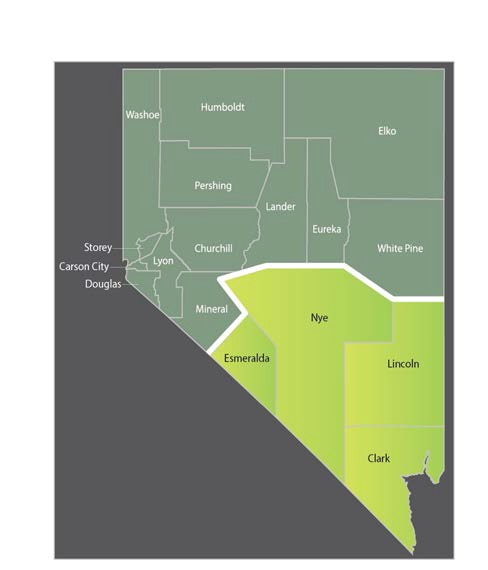 Humboldt
Washoe
Elko
Pershing
Lander
Eureka
Storey
Churchill
White Pine
Lyon
Carson City
Douglas
Mineral
Nye
Esmeralda
Lincoln
Clark